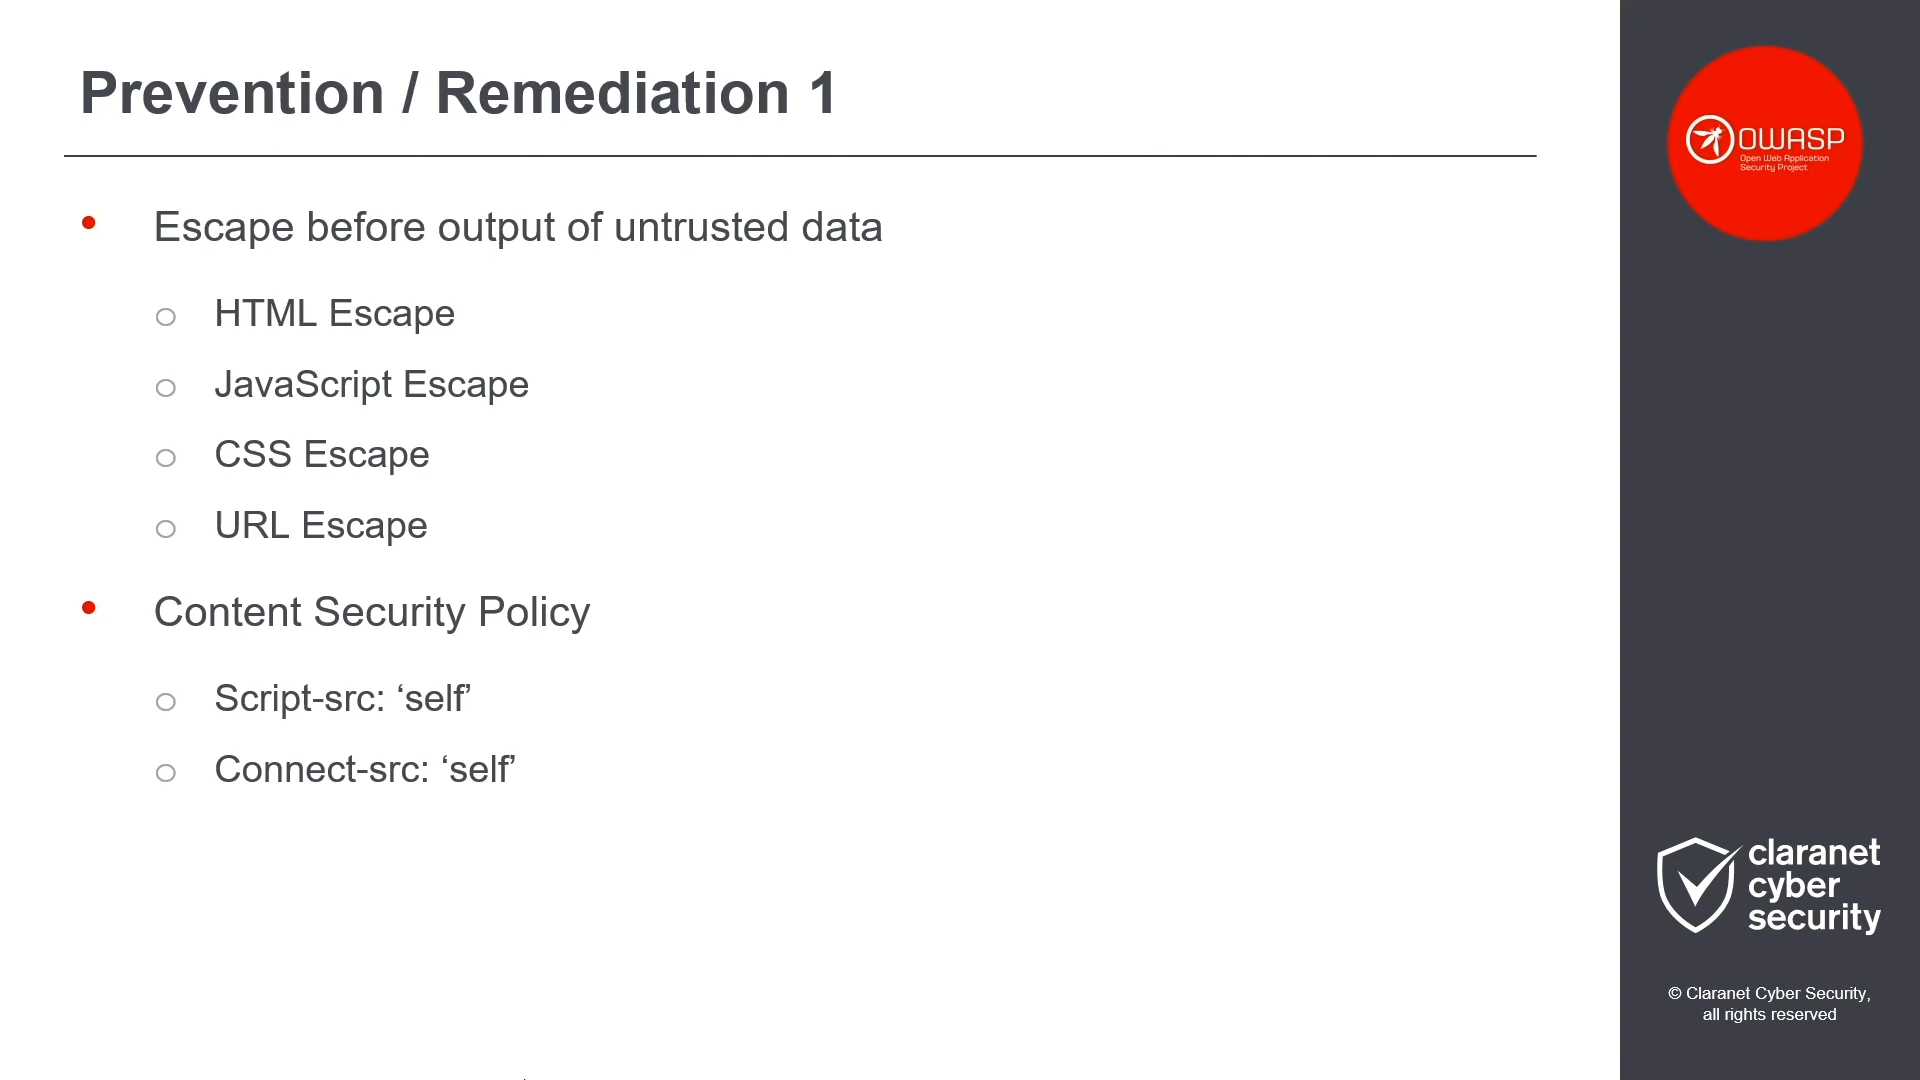 Prevention / Remediation 1
• Escape before output of untrusted data
o HTML Escape
o JavaScript Escape
o CSS Escape
o URL Escape
• Content Security Policy
o Script-src: ‘self’
o Connect-src: ‘self’
OWASP
Open Web Application
Security Project
claranet
cyber
security
© Claranet Cyber Security,
all rights reserved